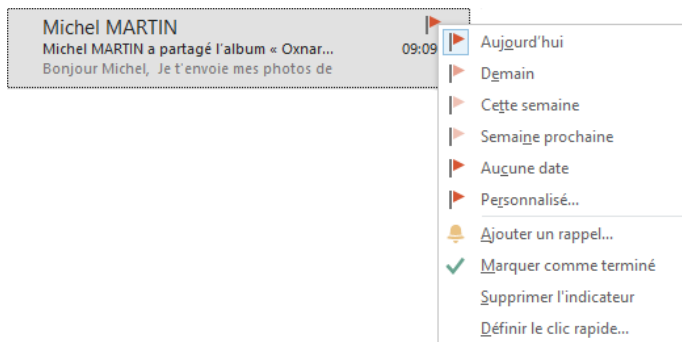 Michel MARTIN
Michel MARTIN a partagé l'album « Oxnar...
09:09
Bonjour Michel, Je t'envoie mes photos de
Aujourd'hui
Demain
Cette semaine
Semaine prochaine
Aucune date
Personnalisé...
Ajouter un rappel...
Marquer comme terminé
Supprimer l'indicateur
Définir le clic rapide...